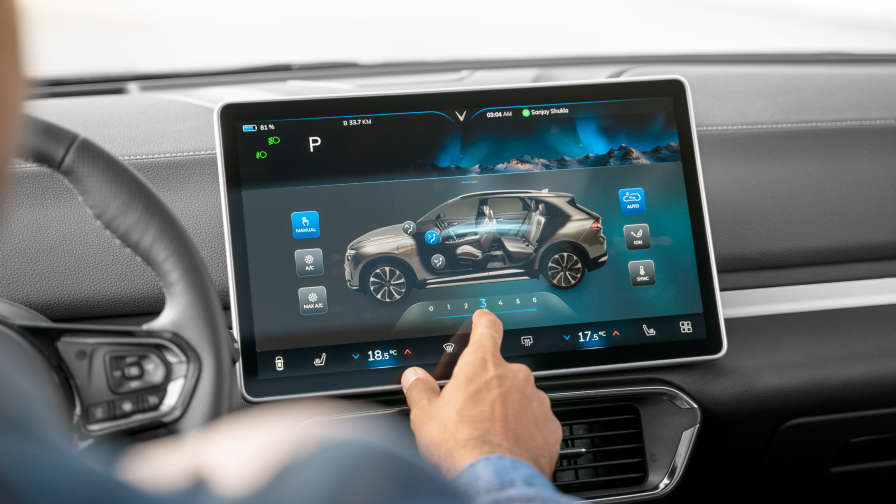 81 %
33.7 KM
03:04 AM
Sanjay Shukla
P
MANUAL
AUTO
A/C
ION
MAX A/C
SYNC
0 1 2 3 4 5 6
18.5 °C
17.5 °C